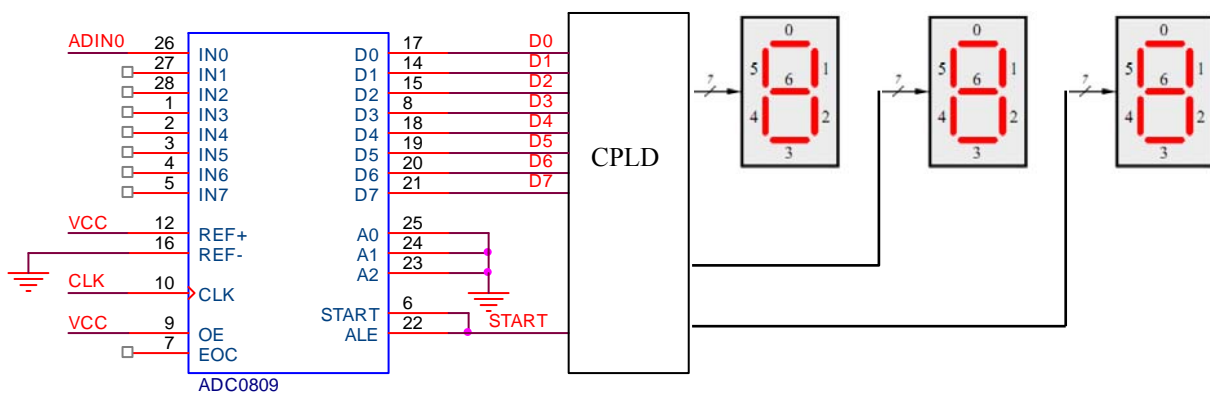 ADIN0 26 IN0 D0 17 D0
27 IN1 D1 14 D1
28 IN2 D2 15 D2
1 IN3 D3 8 D3
2 IN4 D4 18 D4
3 IN5 D5 19 D5
4 IN6 D6 20 D6
5 IN7 D7 21 D7
VCC 12 REF+ A0 25
16 REF- A1 24
A2 23
CLK 10 CLK
START 6
VCC 9 OE ALE 22 START
7 EOC
ADC0809
CPLD
7
0
5 1
6
4 2
3
7
0
5 1
6
4 2
3
7
0
5 1
6
4 2
3